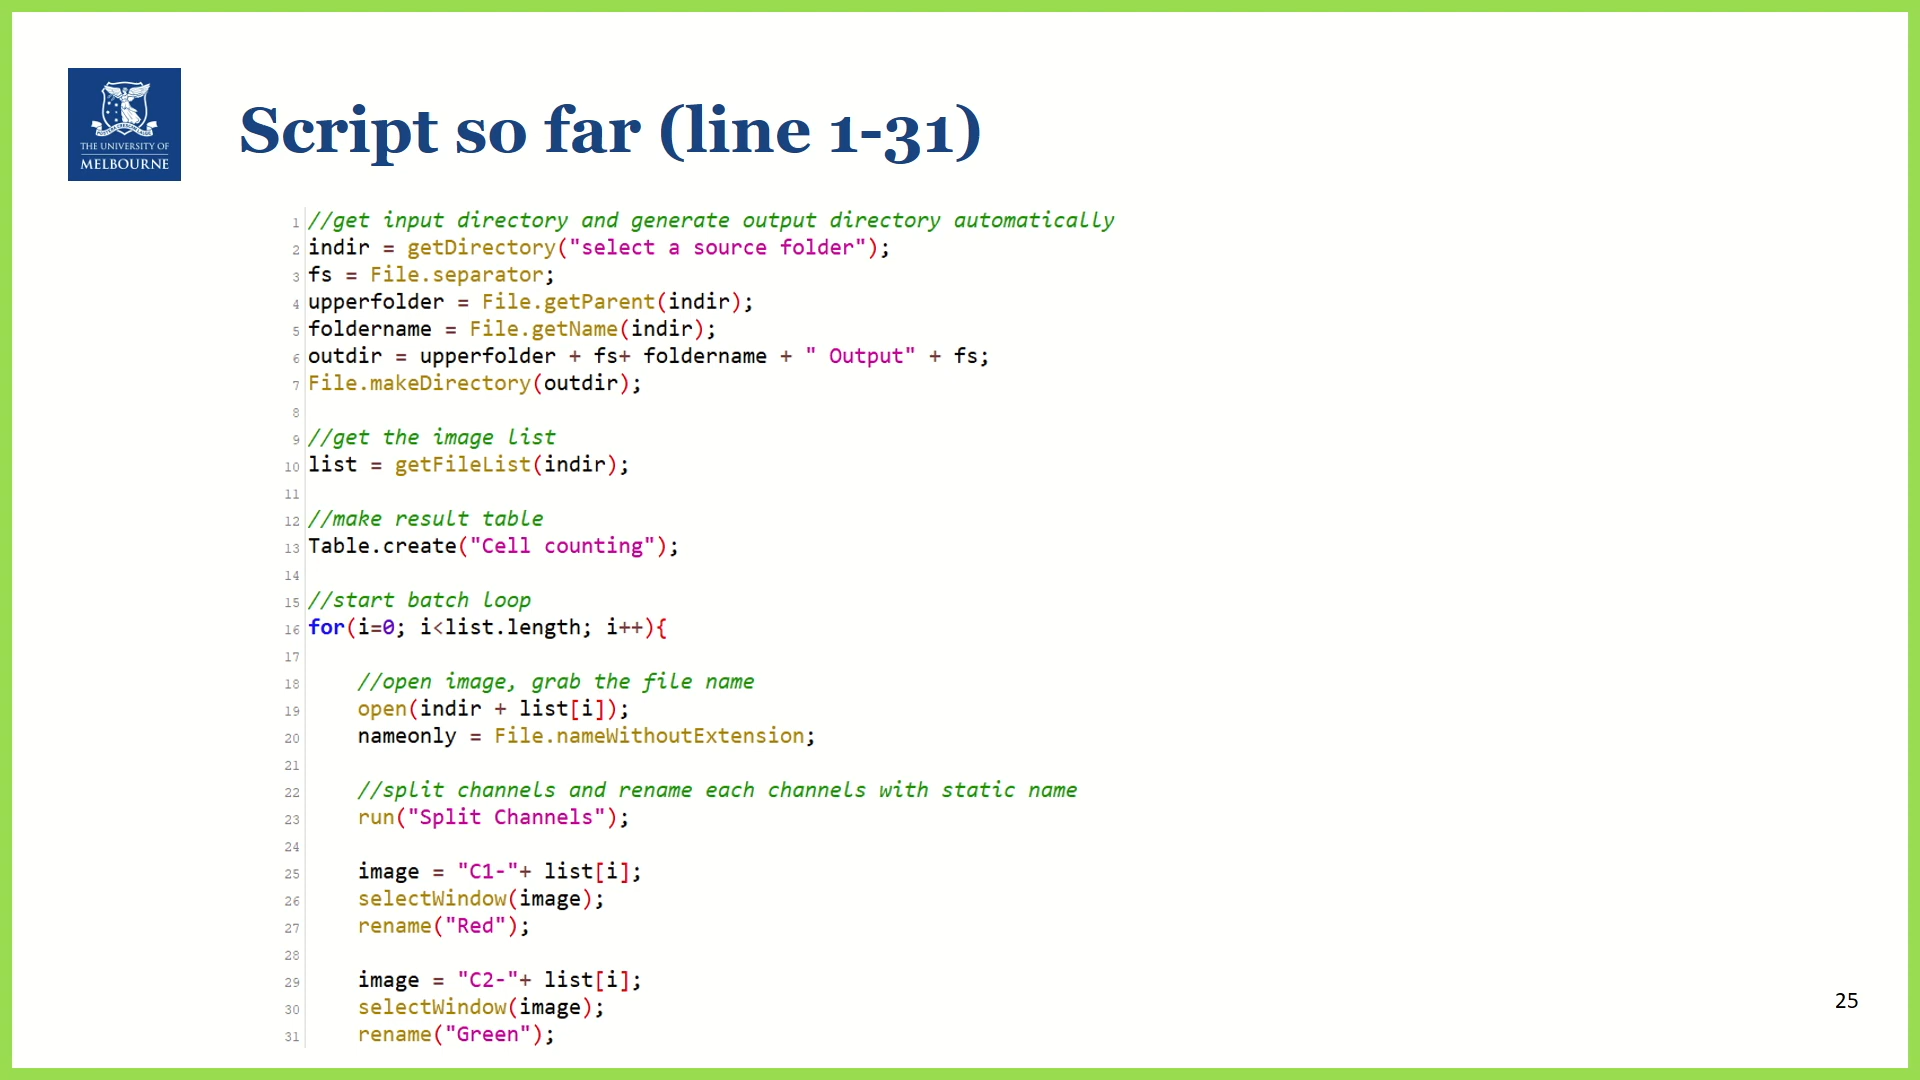 THE UNIVERSITY OF
MELBOURNE
Script so far (line 1-31)
1 //get input directory and generate output directory automatically
2 indir = getDirectory("select a source folder");
3 fs = File.separator;
4 upperfolder = File.getParent(indir);
5 foldername = File.getName(indir);
6 outdir = upperfolder + fs+ foldername + " Output" + fs;
7 File.makeDirectory(outdir);
8
9 //get the image list
10 list = getFileList(indir);
11
12 //make result table
13 Table.create("Cell counting");
14
15 //start batch loop
16 for(i=0; i<list.length; i++){
17
18 //open image, grab the file name
19 open(indir + list[i]);
20 nameonly = File.nameWithoutExtension;
21
22 //split channels and rename each channels with static name
23 run("Split Channels");
24
25 image = "C1-"+ list[i];
26 selectWindow(image);
27 rename("Red");
28
29 image = "C2-"+ list[i];
30 selectWindow(image);
31 rename("Green");
25